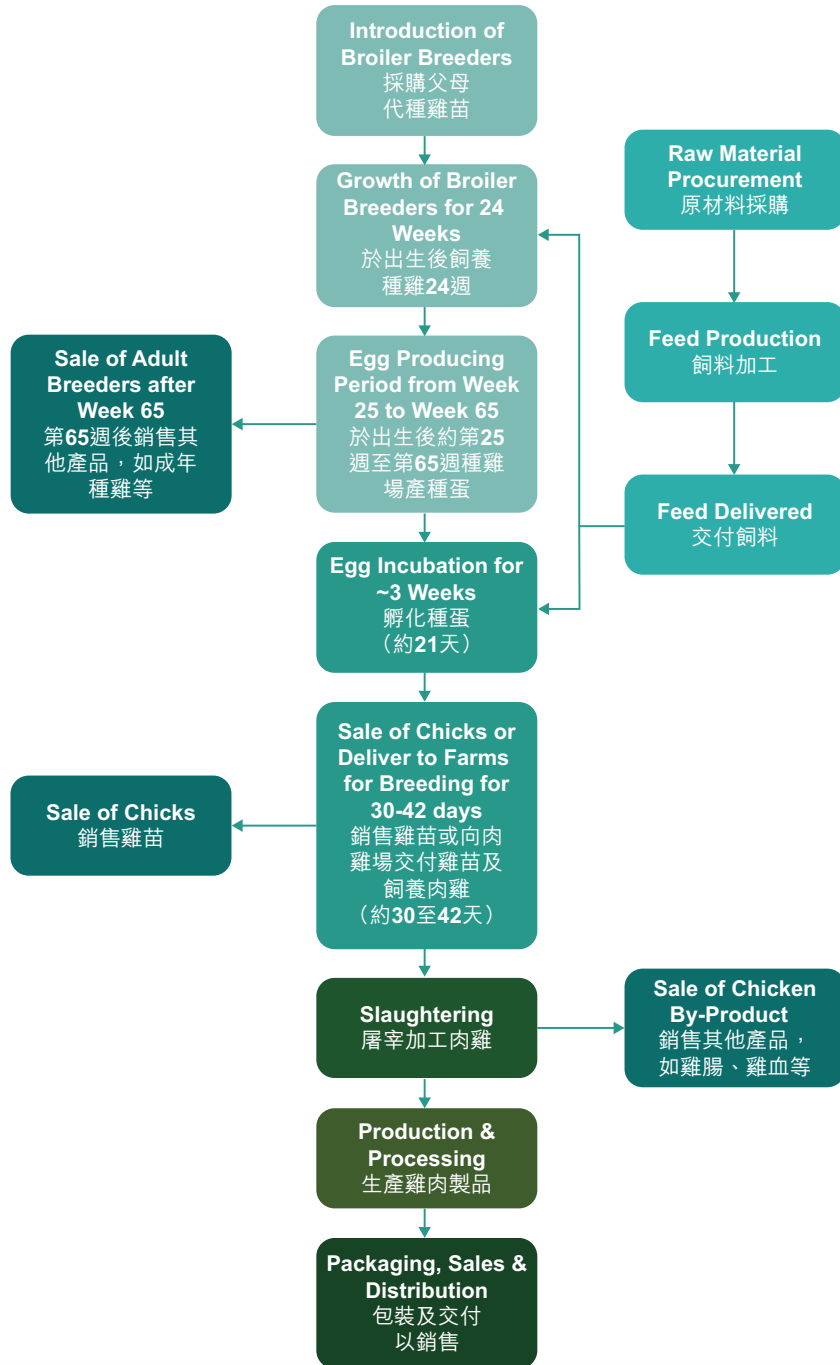 Introduction of
Broiler Breeders
採購父母
代種雞苗
Growth of Broiler
Breeders for 24
Weeks
於出生後飼養
種雞24週
Raw Material
Procurement
原材料採購
Sale of Adult
Breeders after
Week 65
第65週後銷售其
他產品，如成年
種雞等
Egg Producing
Period from Week
25 to Week 65
於出生後約第25
週至第65週種雞
場產種蛋
Feed Production
飼料加工
Feed Delivered
交付飼料
Egg Incubation for
~3 Weeks
孵化種蛋
（約21天）
Sale of Chicks or
Deliver to Farms
for Breeding for
30-42 days
銷售雞苗或向肉
雞場交付雞苗及
飼養肉雞
（約30至42天）
Sale of Chicks
銷售雞苗
Slaughtering
屠宰加工肉雞
Sale of Chicken
By-Product
銷售其他產品，
如雞腸、雞血等
Production &
Processing
生產雞肉製品
Packaging, Sales &
Distribution
包裝及交付
以銷售